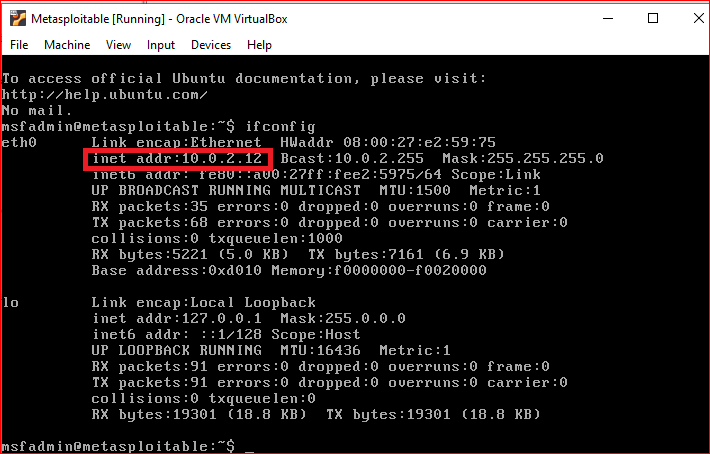 Metasploitable [Running] - Oracle VM VirtualBox
File Machine View Input Devices Help
To access official Ubuntu documentation, please visit:
http://help.ubuntu.com/
No mail.
msfadmin@metasploitable:~$ ifconfig
eth0 Link encap:Ethernet HWaddr 08:00:27:e2:59:75
inet addr:10.0.2.12 Bcast:10.0.2.255 Mask:255.255.255.0
inet6 addr: fe80::a00:27ff:fee2:5975/64 Scope:Link
UP BROADCAST RUNNING MULTICAST MTU:1500 Metric:1
RX packets:35 errors:0 dropped:0 overruns:0 frame:0
TX packets:68 errors:0 dropped:0 overruns:0 carrier:0
collisions:0 txqueuelen:1000
RX bytes:5221 (5.0 KB) TX bytes:7161 (6.9 KB)
Base address:0xd010 Memory:f0000000-f0020000
lo Link encap:Local Loopback
inet addr:127.0.0.1 Mask:255.0.0.0
inet6 addr: ::1/128 Scope:Host
UP LOOPBACK RUNNING MTU:16436 Metric:1
RX packets:91 errors:0 dropped:0 overruns:0 frame:0
TX packets:91 errors:0 dropped:0 overruns:0 carrier:0
collisions:0 txqueuelen:0
RX bytes:19301 (18.8 KB) TX bytes:19301 (18.8 KB)
msfadmin@metasploitable:~$ _